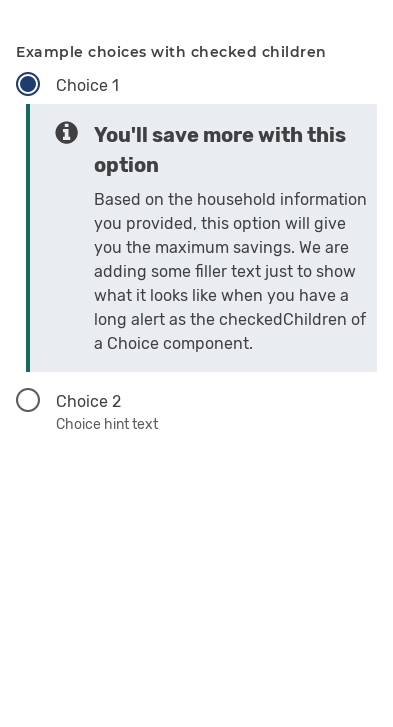 Example choices with checked children
Choice 1
You'll save more with this
option
Based on the household information
you provided, this option will give
you the maximum savings. We are
adding some filler text just to show
what it looks like when you have a
long alert as the checkedChildren of
a Choice component.
Choice 2
Choice hint text